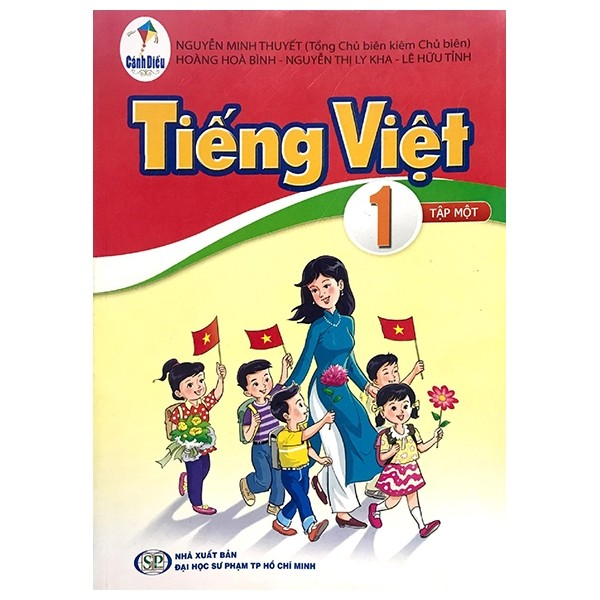 Cánh Diều
NGUYỄN MINH THUYẾT (Tổng Chủ biên kiêm Chủ biên)
HOÀNG HOÀ BÌNH - NGUYỄN THỊ LY KHA - LÊ HỮU TỈNH
Tiếng Việt
1
TẬP MỘT
SP
NHÀ XUẤT BẢN
ĐẠI HỌC SƯ PHẠM TP HỒ CHÍ MINH